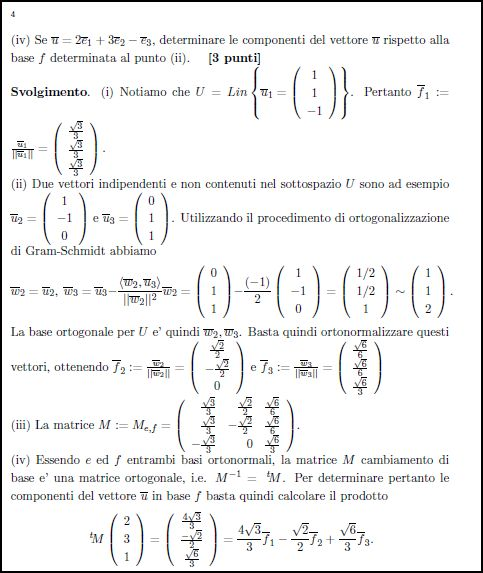 4
(iv) Se \overline{u} = 2\overline{e}_1 + 3\overline{e}_2 − \overline{e}_3, determinare le componenti del vettore \overline{u} rispetto alla
base f determinata al punto (ii). [3 punti]
Svolgimento. (i) Notiamo che U = Lin { \overline{u}_1 = \begin{pmatrix} 1 \\ 1 \\ -1 \end{pmatrix} }. Pertanto \overline{f}_1 :=
\frac{\overline{u}_1}{||\overline{u}_1||} = \begin{pmatrix} \frac{\sqrt{3}}{3} \\ \frac{\sqrt{3}}{3} \\ \frac{\sqrt{3}}{3} \end{pmatrix}.
(ii) Due vettori indipendenti e non contenuti nel sottospazio U sono ad esempio
\overline{u}_2 = \begin{pmatrix} 1 \\ -1 \\ 0 \end{pmatrix} e \overline{u}_3 = \begin{pmatrix} 0 \\ 1 \\ 1 \end{pmatrix}. Utilizzando il procedimento di ortogonalizzazione
di Gram-Schmidt abbiamo
\overline{w}_2 = \overline{u}_2, \overline{w}_3 = \overline{u}_3 − \frac{\langle \overline{w}_2, \overline{u}_3 \rangle}{||\overline{w}_2||^2} \overline{w}_2 = \begin{pmatrix} 0 \\ 1 \\ 1 \end{pmatrix} − \frac{(-1)}{2} \begin{pmatrix} 1 \\ -1 \\ 0 \end{pmatrix} = \begin{pmatrix} 1/2 \\ 1/2 \\ 1 \end{pmatrix} ∼ \begin{pmatrix} 1 \\ 1 \\ 2 \end{pmatrix}.
La base ortogonale per U e' quindi \overline{w}_2, \overline{w}_3. Basta quindi ortonormalizzare questi
vettori, ottenendo \overline{f}_2 := \frac{\overline{w}_2}{||\overline{w}_2||} = \begin{pmatrix} \frac{\sqrt{2}}{2} \\ -\frac{\sqrt{2}}{2} \\ 0 \end{pmatrix} e \overline{f}_3 := \frac{\overline{w}_3}{||\overline{w}_3||} = \begin{pmatrix} \frac{\sqrt{6}}{6} \\ \frac{\sqrt{6}}{6} \\ \frac{\sqrt{6}}{3} \end{pmatrix}
(iii) La matrice M := M_{e,f} = \begin{pmatrix} \frac{\sqrt{3}}{3} & \frac{\sqrt{2}}{2} & \frac{\sqrt{6}}{6} \\ \frac{\sqrt{3}}{3} & -\frac{\sqrt{2}}{2} & \frac{\sqrt{6}}{6} \\ -\frac{\sqrt{3}}{3} & 0 & \frac{\sqrt{6}}{3} \end{pmatrix}.
(iv) Essendo e ed f entrambi basi ortonormali, la matrice M cambiamento di
base e' una matrice ortogonale, i.e. M^{-1} = {}^tM. Per determinare pertanto le
componenti del vettore \overline{u} in base f basta quindi calcolare il prodotto
{}^tM \begin{pmatrix} 2 \\ 3 \\ 1 \end{pmatrix} = \begin{pmatrix} \frac{4\sqrt{3}}{3} \\ \frac{-\sqrt{2}}{2} \\ \frac{\sqrt{6}}{3} \end{pmatrix} = \frac{4\sqrt{3}}{3} \overline{f}_1 − \frac{\sqrt{2}}{2} \overline{f}_2 + \frac{\sqrt{6}}{3} \overline{f}_3.